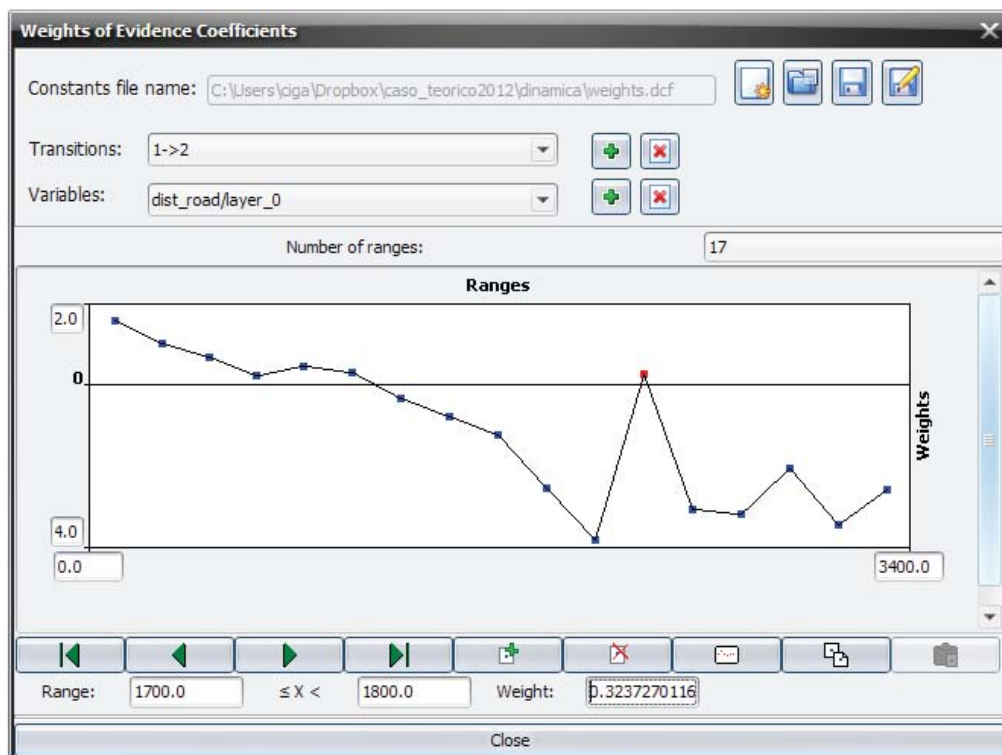 Weights of Evidence Coefficients
Constants file name: C:\Users\ciga\Dropbox\caso_teorico2012\dinamica\weights.dcf
Transitions: 1->2
Variables: dist_road/layer_0
Number of ranges: 17
Ranges
2.0
0
Weights
4.0
0.0 3400.0
Range: 1700.0 ≤ X < 1800.0 Weight: 0.3237270116
Close